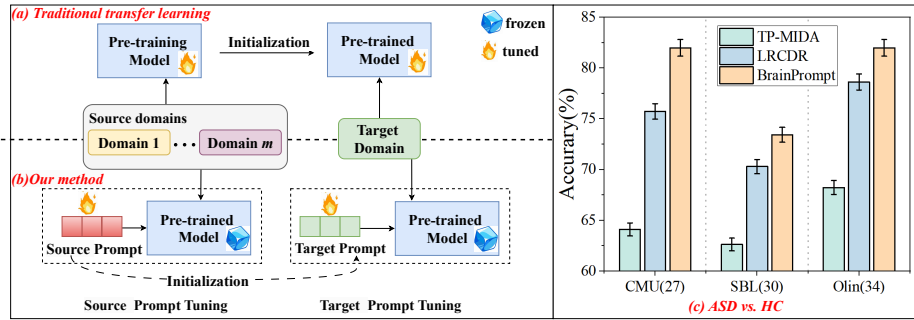 (a) Traditional transfer learning
Pre-training
Model
Initialization
Pre-trained
Model
frozen
tuned
Source domains
Domain 1
Domain m
Target
Domain
(b)Our method
Source Prompt
Pre-trained
Model
Target Prompt
Pre-trained
Model
Initialization
Source Prompt Tuning
Target Prompt Tuning
Accurary(%)
85
80
75
70
65
60
TP-MIDA
LRCDR
BrainPrompt
CMU(27)
SBL(30)
Olin(34)
(c) ASD vs. HC